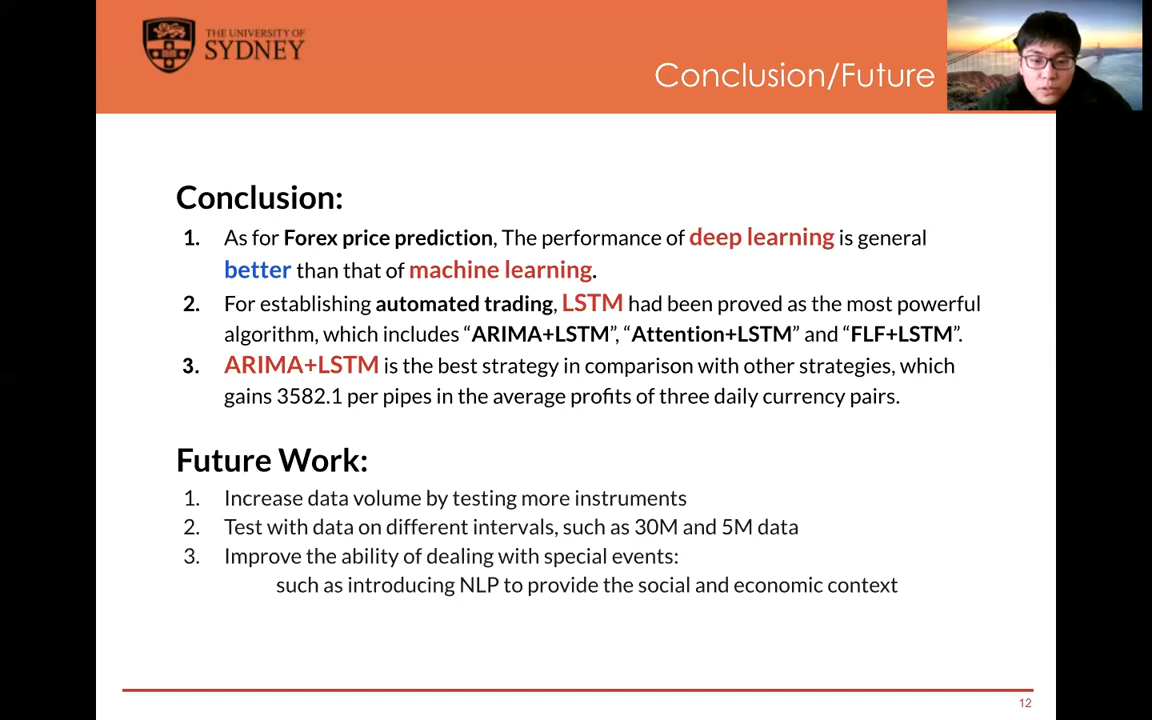 THE UNIVERSITY OF
SYDNEY
Conclusion/Future
Conclusion:
1. As for Forex price prediction, The performance of deep learning is general
better than that of machine learning.
2. For establishing automated trading, LSTM had been proved as the most powerful
algorithm, which includes “ARIMA+LSTM”, “Attention+LSTM” and “FLF+LSTM”.
3. ARIMA+LSTM is the best strategy in comparison with other strategies, which
gains 3582.1 per pipes in the average profits of three daily currency pairs.
Future Work:
1. Increase data volume by testing more instruments
2. Test with data on different intervals, such as 30M and 5M data
3. Improve the ability of dealing with special events:
such as introducing NLP to provide the social and economic context
12